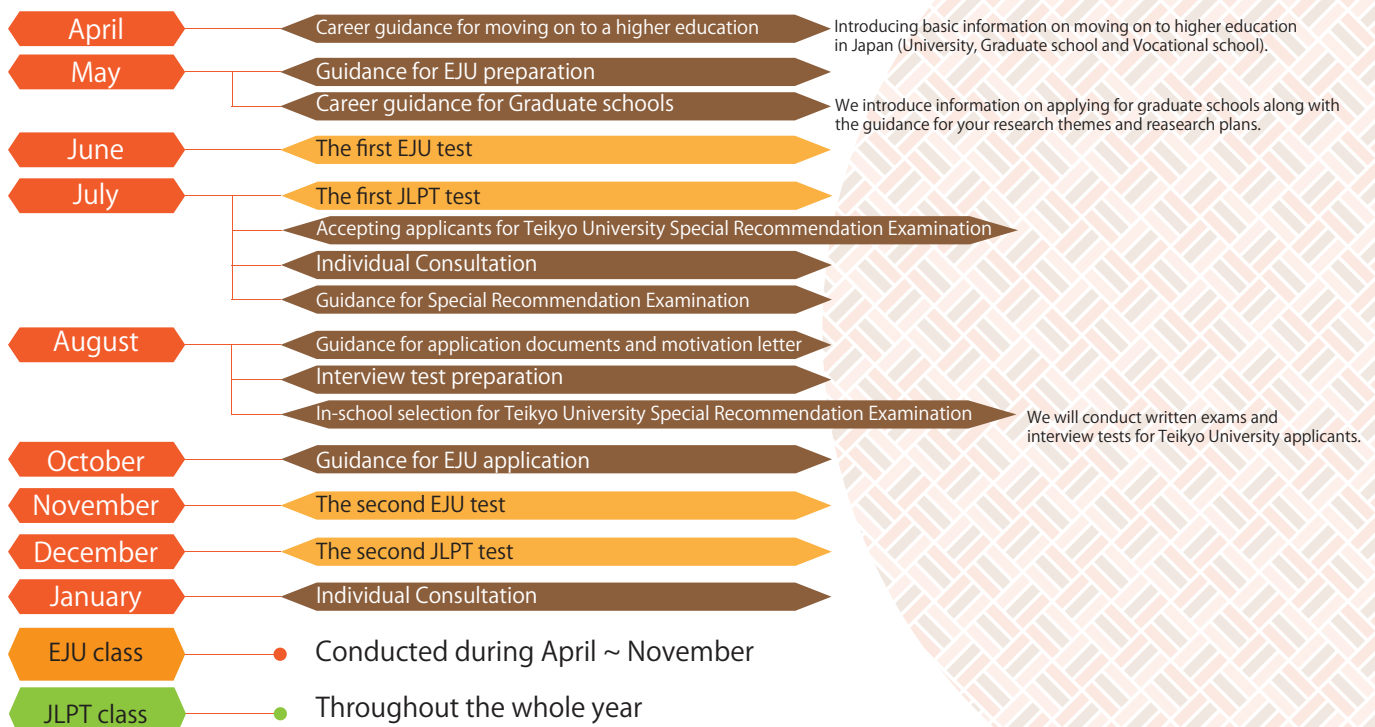 April
Career guidance for moving on to a higher education
Introducing basic information on moving on to higher education
in Japan (University, Graduate school and Vocational school).
May
Guidance for EJU preparation
Career guidance for Graduate schools
We introduce information on applying for graduate schools along with
the guidance for your research themes and reasearch plans.
June
The first EJU test
July
The first JLPT test
Accepting applicants for Teikyo University Special Recommendation Examination
Individual Consultation
Guidance for Special Recommendation Examination
August
Guidance for application documents and motivation letter
Interview test preparation
In-school selection for Teikyo University Special Recommendation Examination
We will conduct written exams and
interview tests for Teikyo University applicants.
October
Guidance for EJU application
November
The second EJU test
December
The second JLPT test
January
Individual Consultation
EJU class
Conducted during April ~ November
JLPT class
Throughout the whole year